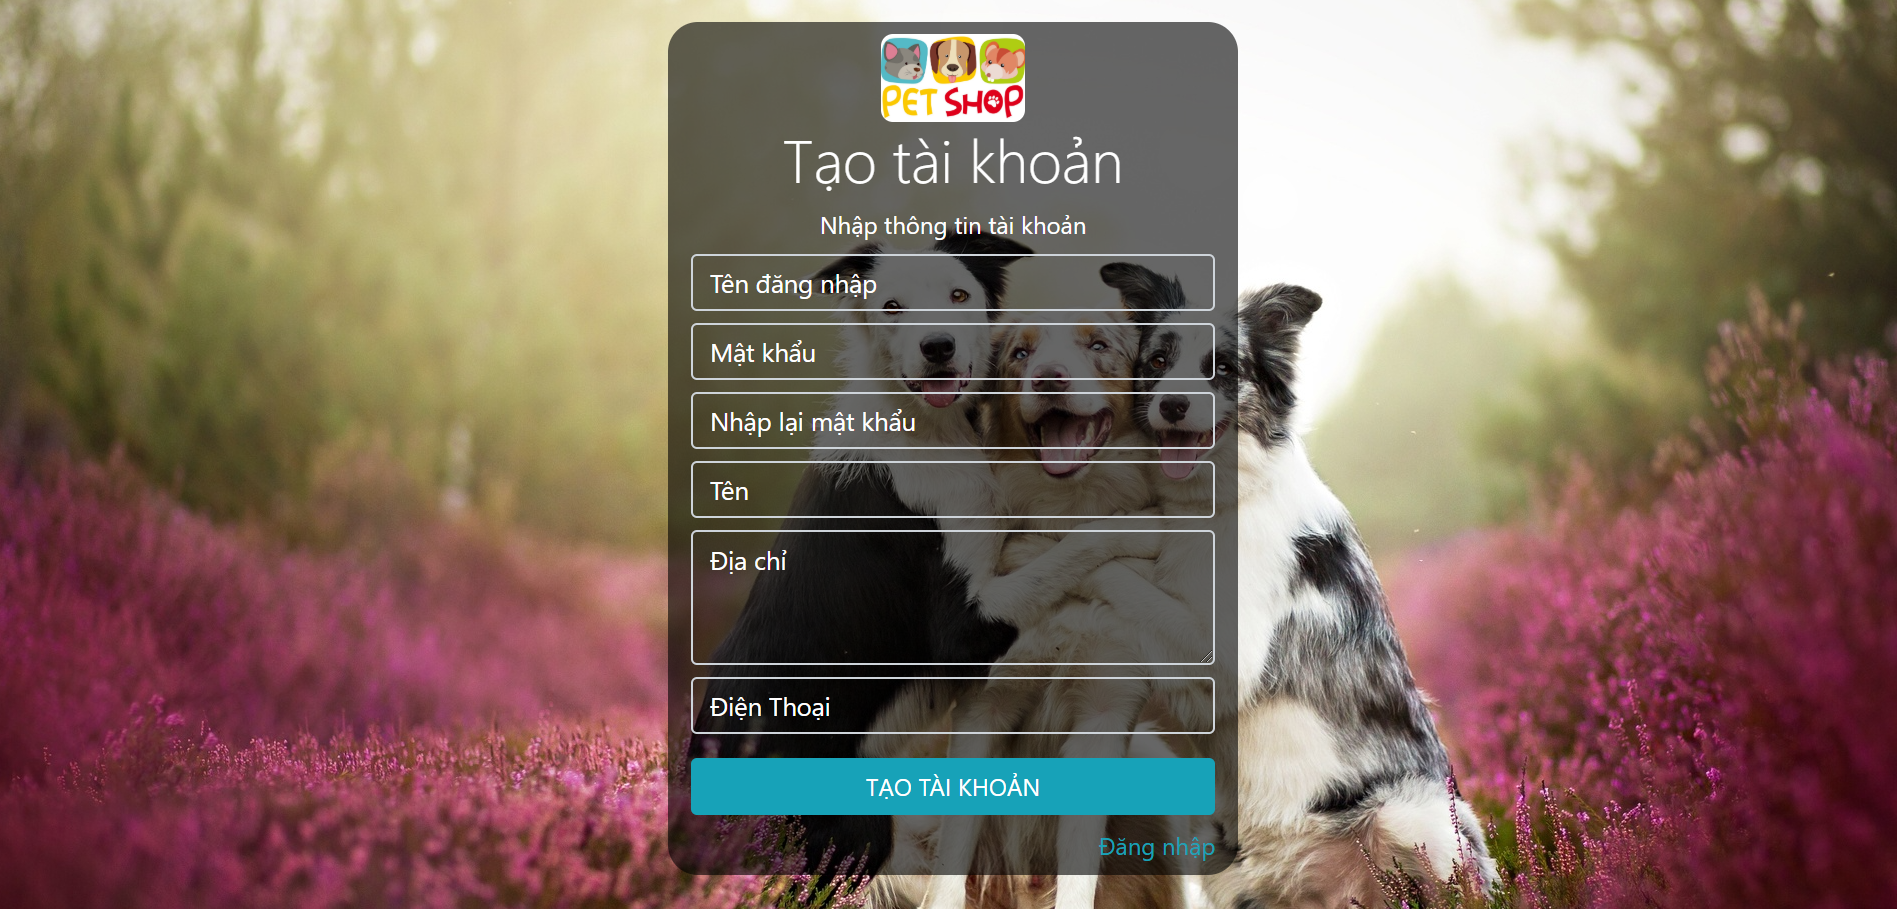 PET SHOP
Tạo tài khoản
Nhập thông tin tài khoản
Tên đăng nhập
Mật khẩu
Nhập lại mật khẩu
Tên
Địa chỉ
Điện Thoại
TẠO TÀI KHOẢN
Đăng nhập